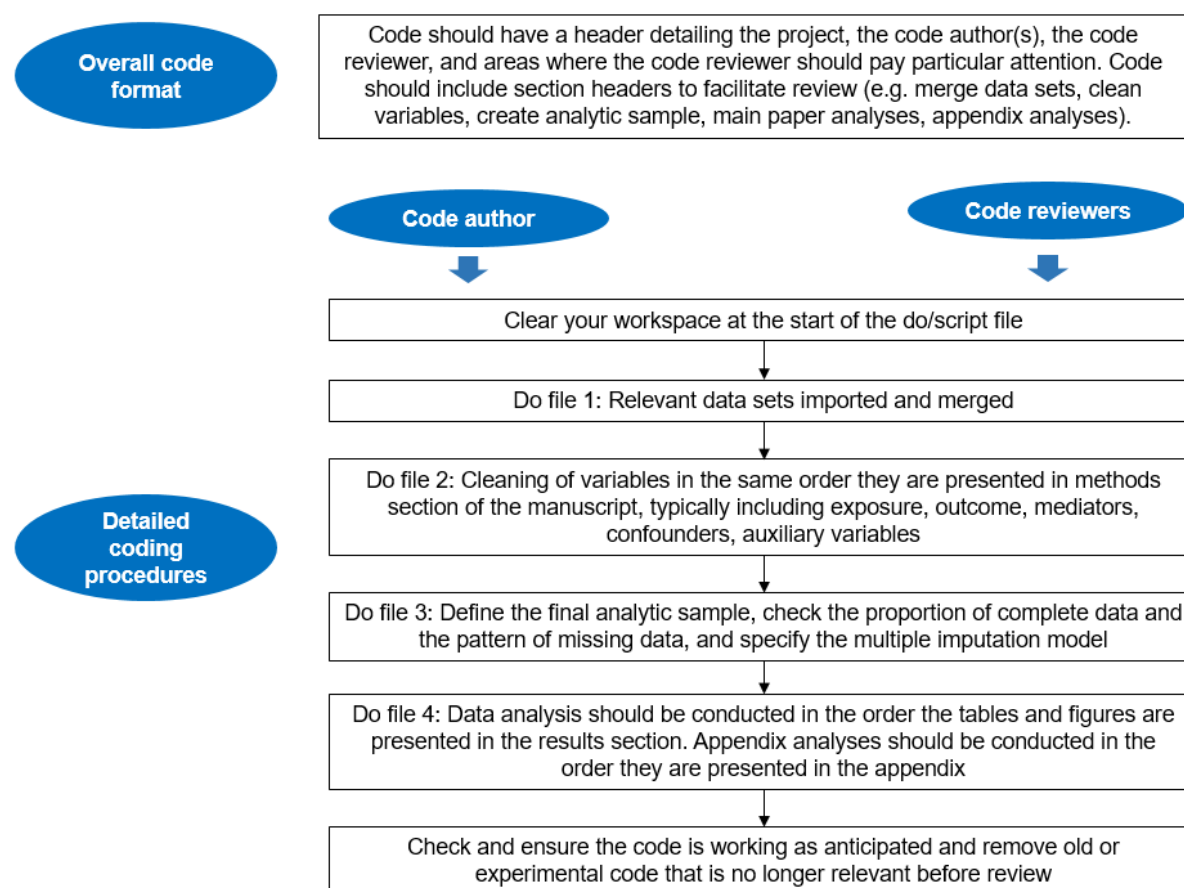 Overall code
format
Code should have a header detailing the project, the code author(s), the code
reviewer, and areas where the code reviewer should pay particular attention. Code
should include section headers to facilitate review (e.g. merge data sets, clean
variables, create analytic sample, main paper analyses, appendix analyses).
Code author
Code reviewers
Clear your workspace at the start of the do/script file
Do file 1: Relevant data sets imported and merged
Detailed
coding
procedures
Do file 2: Cleaning of variables in the same order they are presented in methods
section of the manuscript, typically including exposure, outcome, mediators,
confounders, auxiliary variables
Do file 3: Define the final analytic sample, check the proportion of complete data and
the pattern of missing data, and specify the multiple imputation model
Do file 4: Data analysis should be conducted in the order the tables and figures are
presented in the results section. Appendix analyses should be conducted in the
order they are presented in the appendix
Check and ensure the code is working as anticipated and remove old or
experimental code that is no longer relevant before review